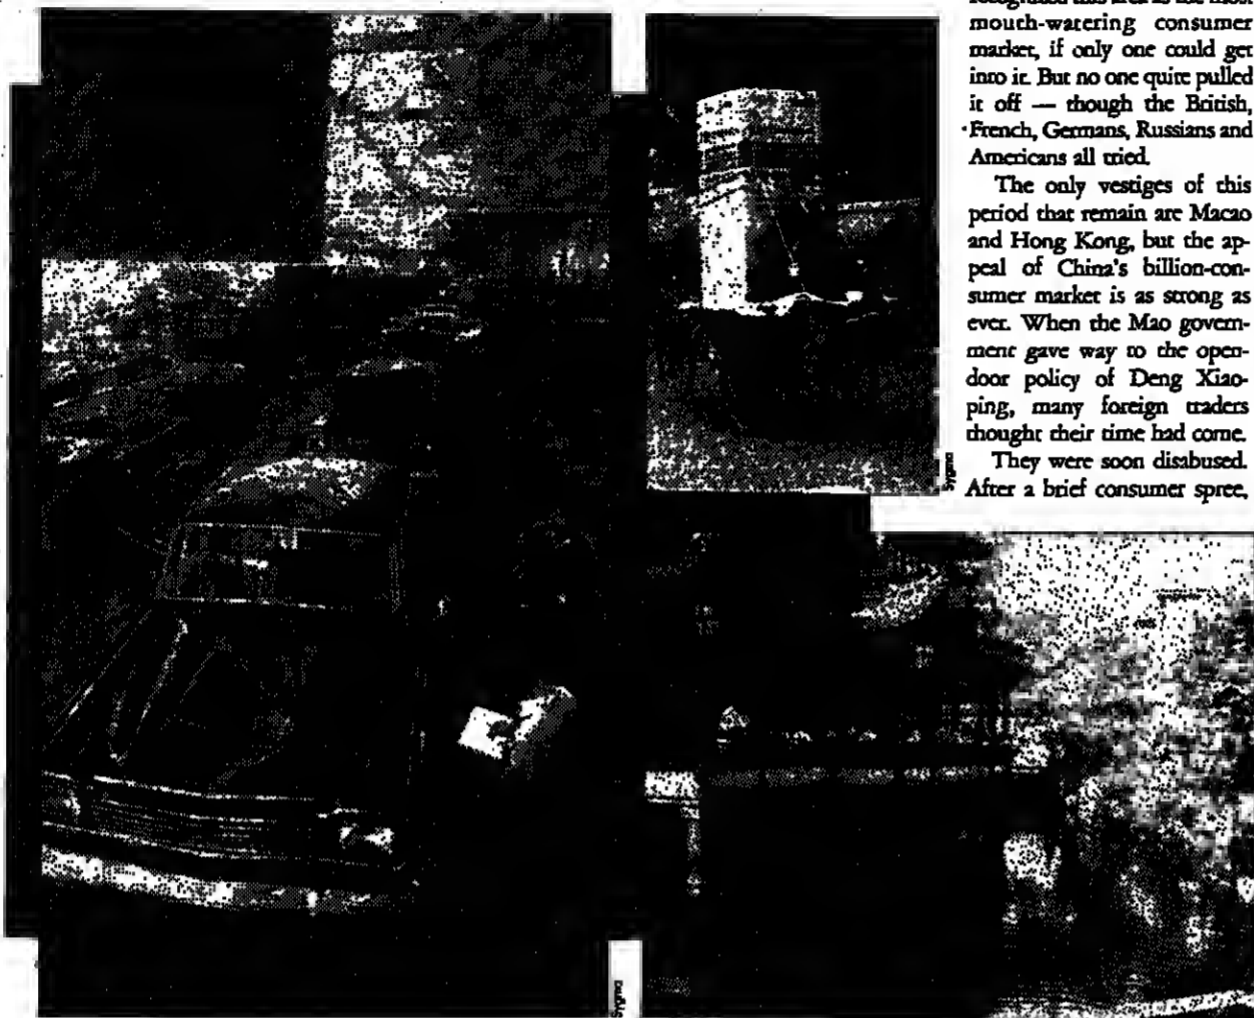 mouth-watering consumer
market, if only one could get
into it. But no one quite pulled
it off — though the British,
French, Germans, Russians and
Americans all tried.
The only vestiges of this
period that remain are Macao
and Hong Kong, but the ap-
peal of China's billion-con-
sumer market is as strong as
ever. When the Mao govern-
ment gave way to the open-
door policy of Deng Xiao-
ping, many foreign traders
thought their time had come.
They were soon disabused.
After a brief consumer spree,
Sygma
Sygma